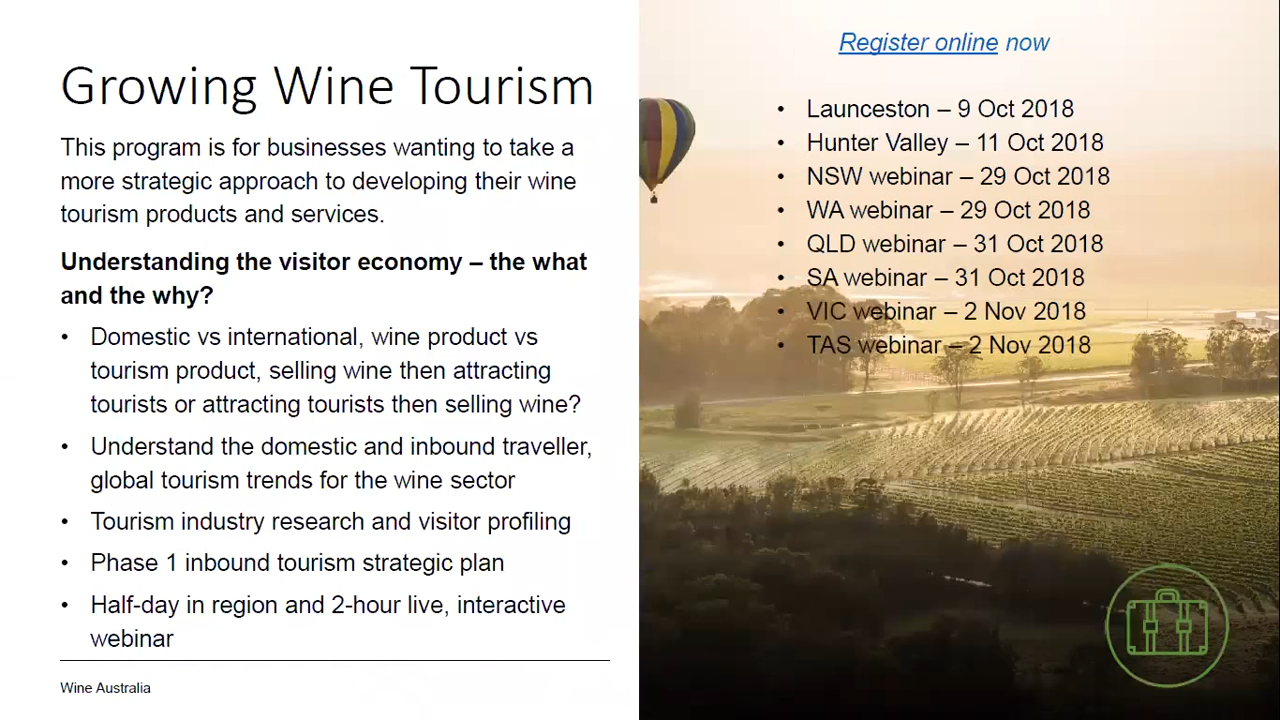 Growing Wine Tourism
This program is for businesses wanting to take a
more strategic approach to developing their wine
tourism products and services.
Understanding the visitor economy – the what
and the why?
• Domestic vs international, wine product vs
tourism product, selling wine then attracting
tourists or attracting tourists then selling wine?
• Understand the domestic and inbound traveller,
global tourism trends for the wine sector
• Tourism industry research and visitor profiling
• Phase 1 inbound tourism strategic plan
• Half-day in region and 2-hour live, interactive
webinar
Wine Australia
Register online now
• Launceston – 9 Oct 2018
• Hunter Valley – 11 Oct 2018
• NSW webinar – 29 Oct 2018
• WA webinar – 29 Oct 2018
• QLD webinar – 31 Oct 2018
• SA webinar – 31 Oct 2018
• VIC webinar – 2 Nov 2018
• TAS webinar – 2 Nov 2018